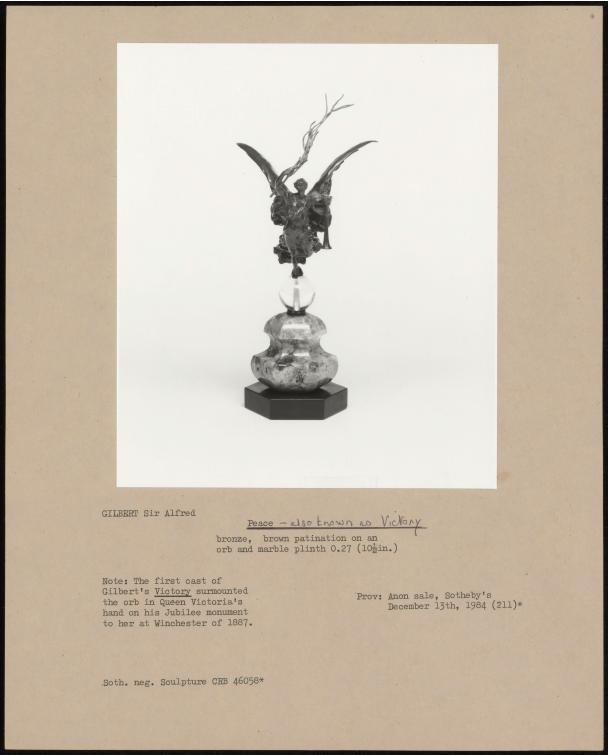 GILBERT Sir Alfred
Peace – also known as Victory
bronze, brown patination on an
orb and marble plinth 0.27 (10½in.)
Note: The first cast of
Gilbert's Victory surmounted
the orb in Queen Victoria's
hand on his Jubilee monument
to her at Winchester of 1887.
Prov: Anon sale, Sotheby's
December 13th, 1984 (211)*
Soth. neg. Sculpture CRB 46058*